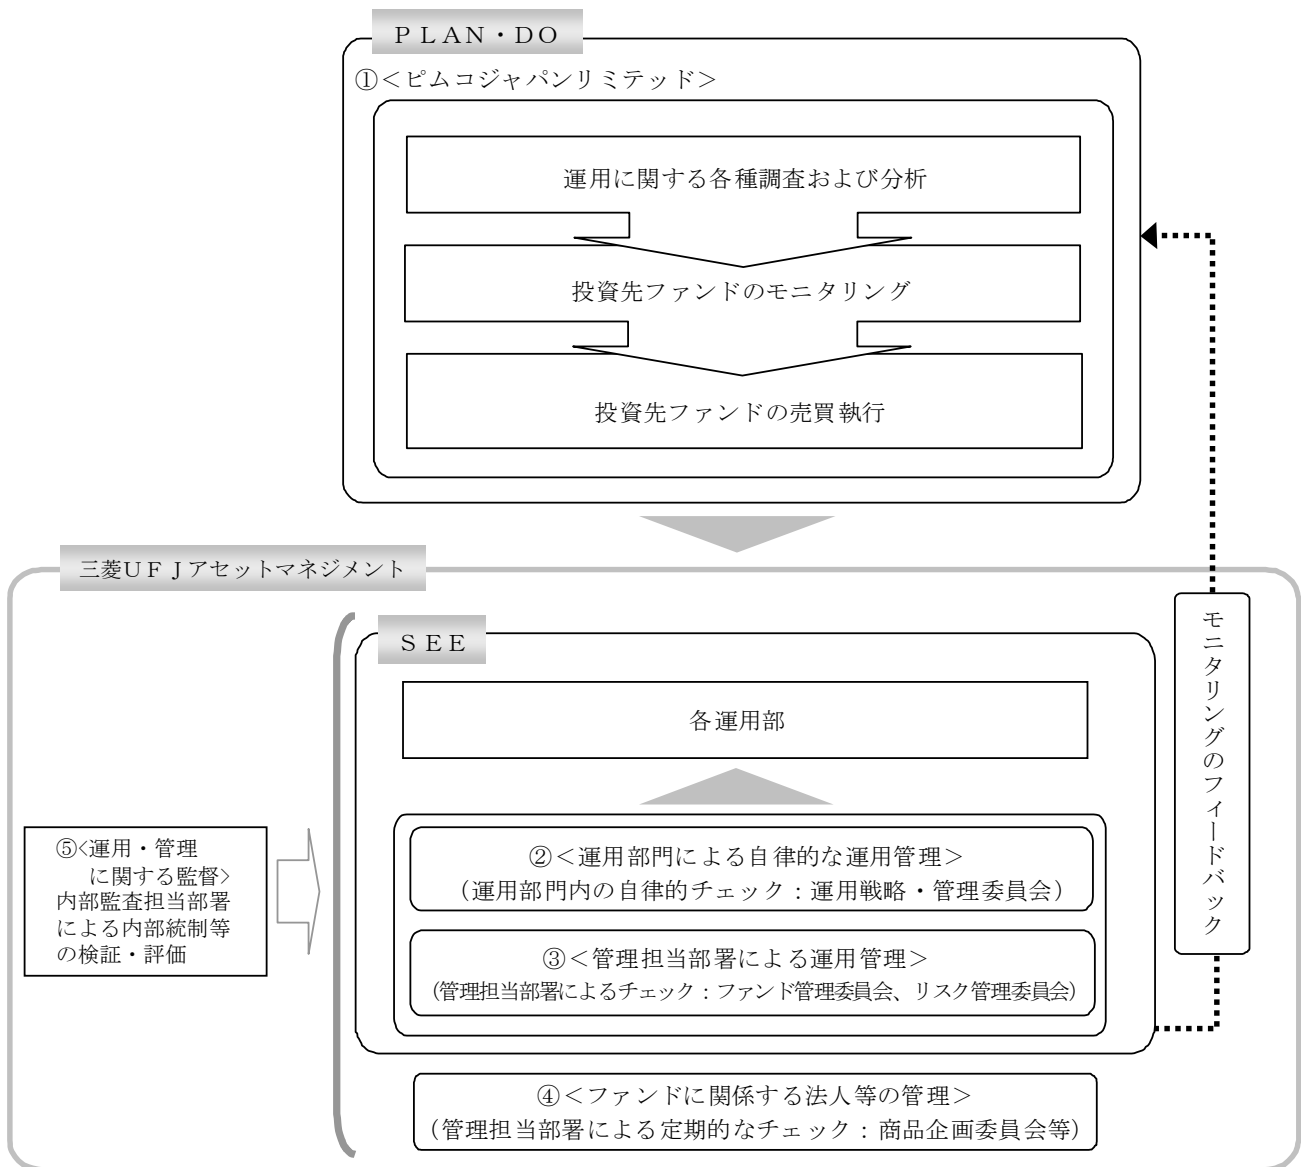 ＰＬＡＮ・ＤＯ
①＜ピムコジャパンリミテッド＞
運用に関する各種調査および分析
投資先ファンドのモニタリング
投資先ファンドの売買執行
三菱ＵＦＪアセットマネジメント
ＳＥＥ
各運用部
②＜運用部門による自律的な運用管理＞
（運用部門内の自律的チェック：運用戦略・管理委員会）
③＜管理担当部署による運用管理＞
（管理担当部署によるチェック：ファンド管理委員会、リスク管理委員会）
④＜ファンドに関係する法人等の管理＞
（管理担当部署による定期的なチェック：商品企画委員会等）
⑤<運用・管理
に関する監督>
内部監査担当部署
による内部統制等
の検証・評価
モニタリングのフィードバック